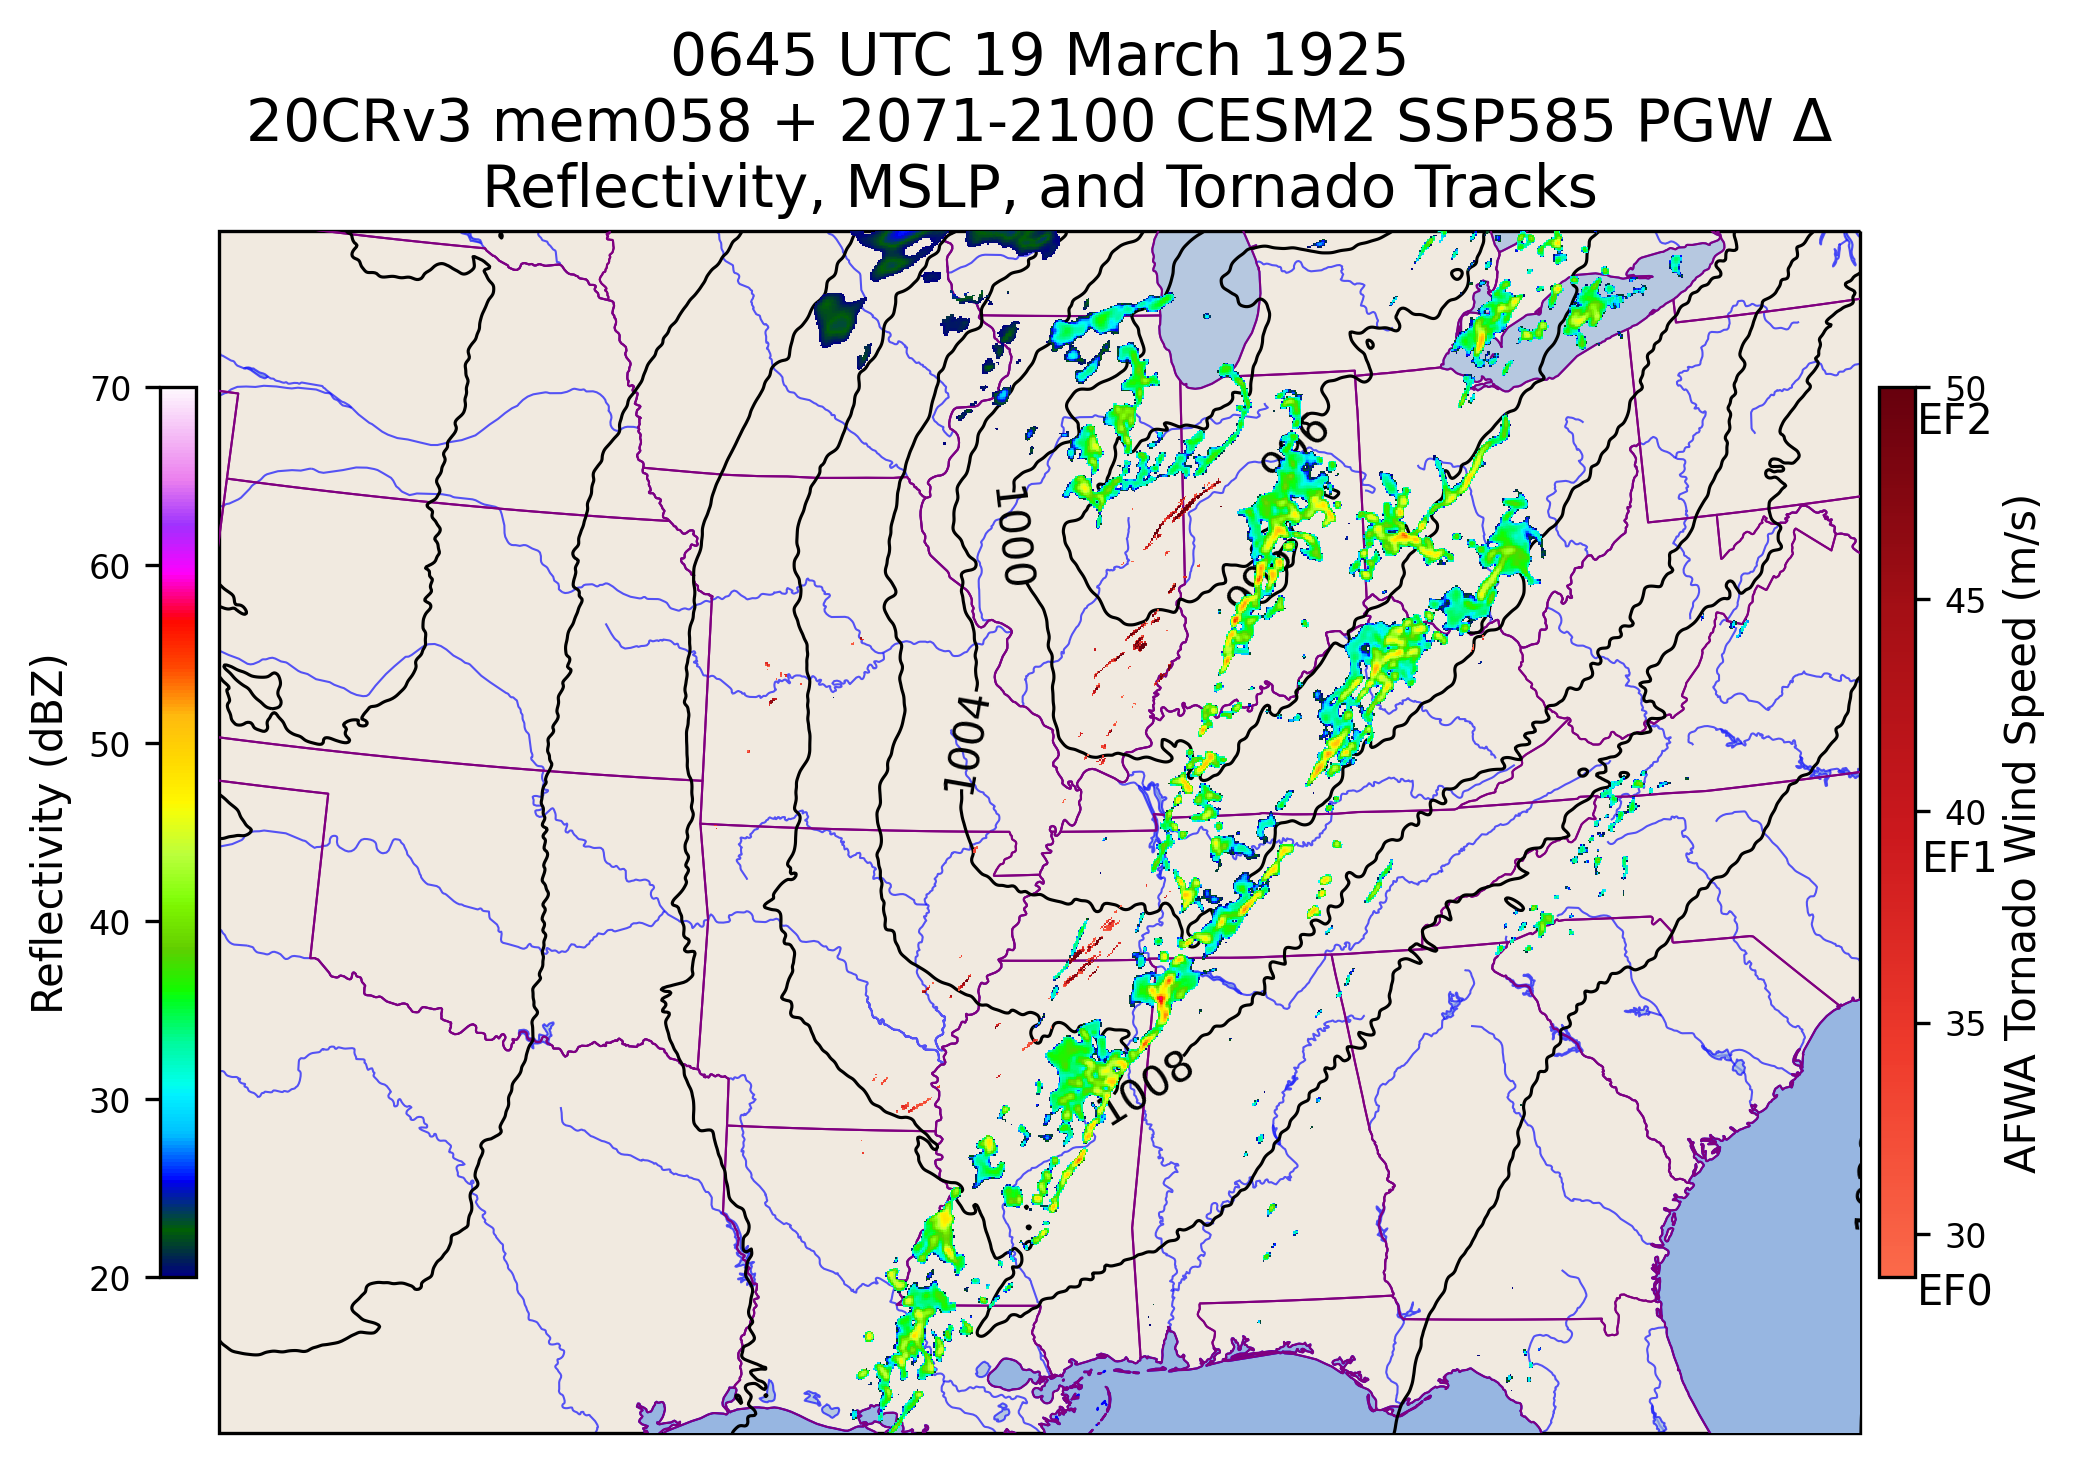 0645 UTC 19 March 1925
20CRv3 mem058 + 2071-2100 CESM2 SSP585 PGW Δ
Reflectivity, MSLP, and Tornado Tracks
Reflectivity (dBZ)
70
60
50
40
30
20
1000
1004
1008
50
EF2
45
40
EF1
35
30
EF0
AFWA Tornado Wind Speed (m/s)